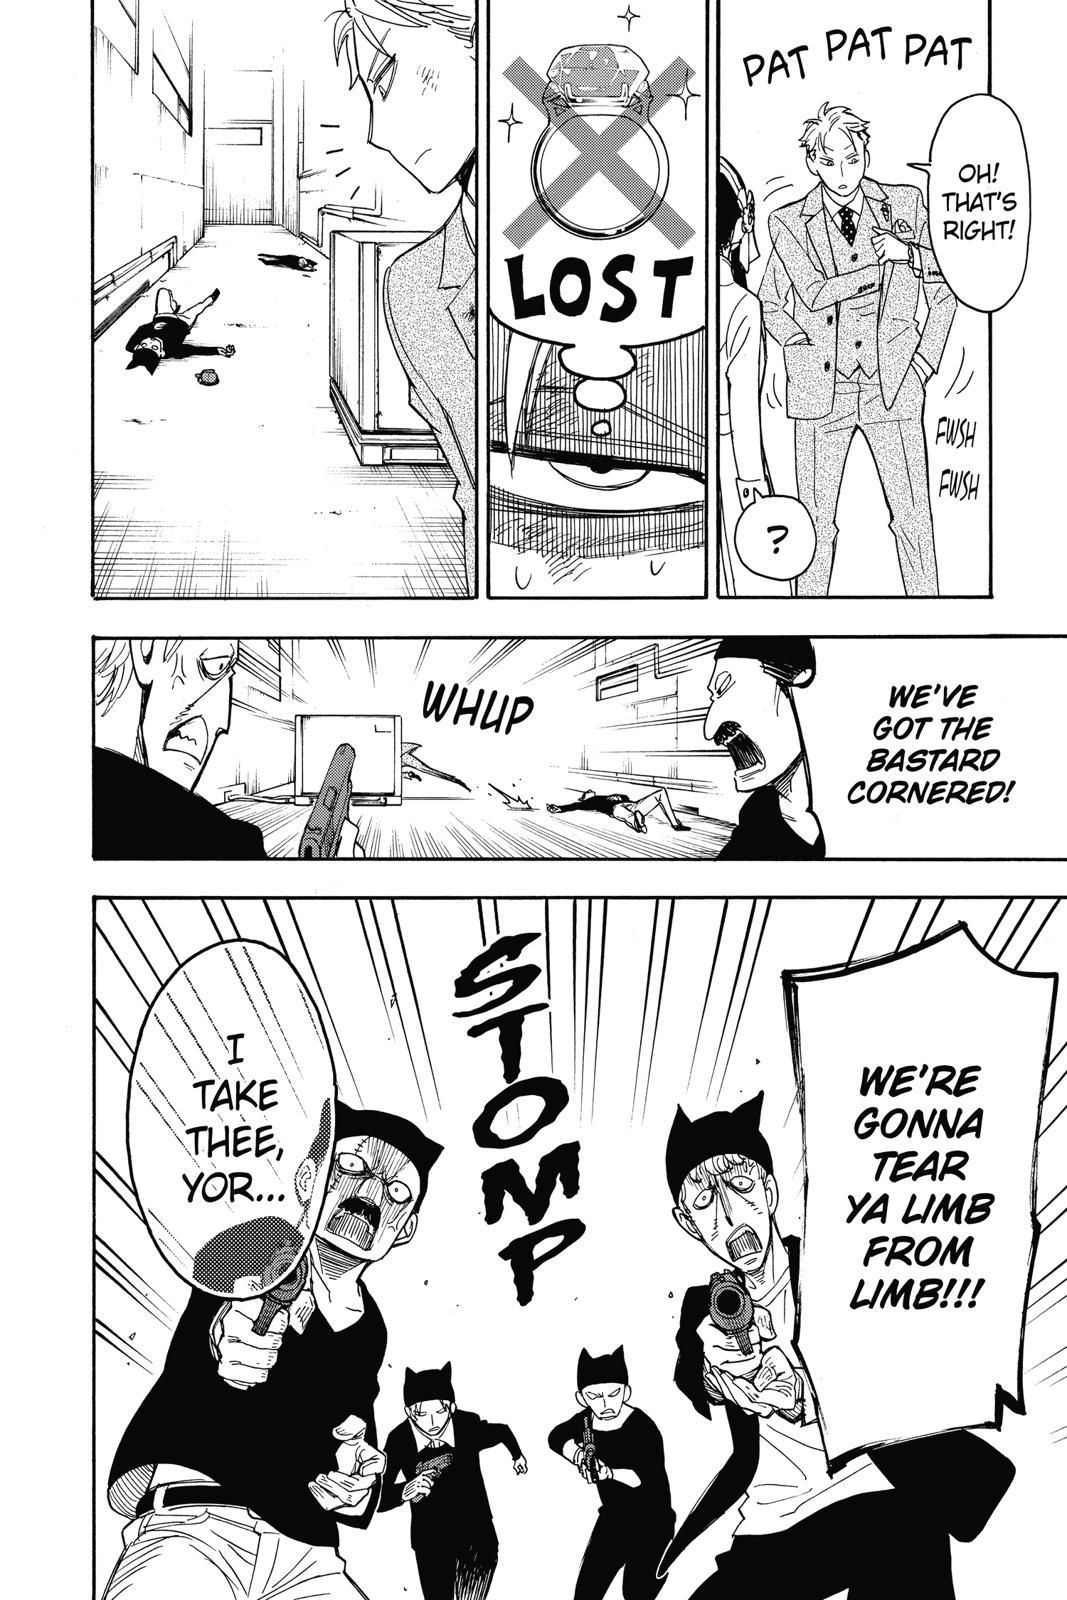 PAT PAT PAT
OH!
THAT'S
RIGHT!
FWSH
FWSH
?
LOST
WE'VE
GOT THE
BASTARD
CORNERED!
WHUP
WE'RE
GONNA
TEAR
YA LIMB
FROM
LIMB!!!
STOMP
I
TAKE
THEE,
YOR...